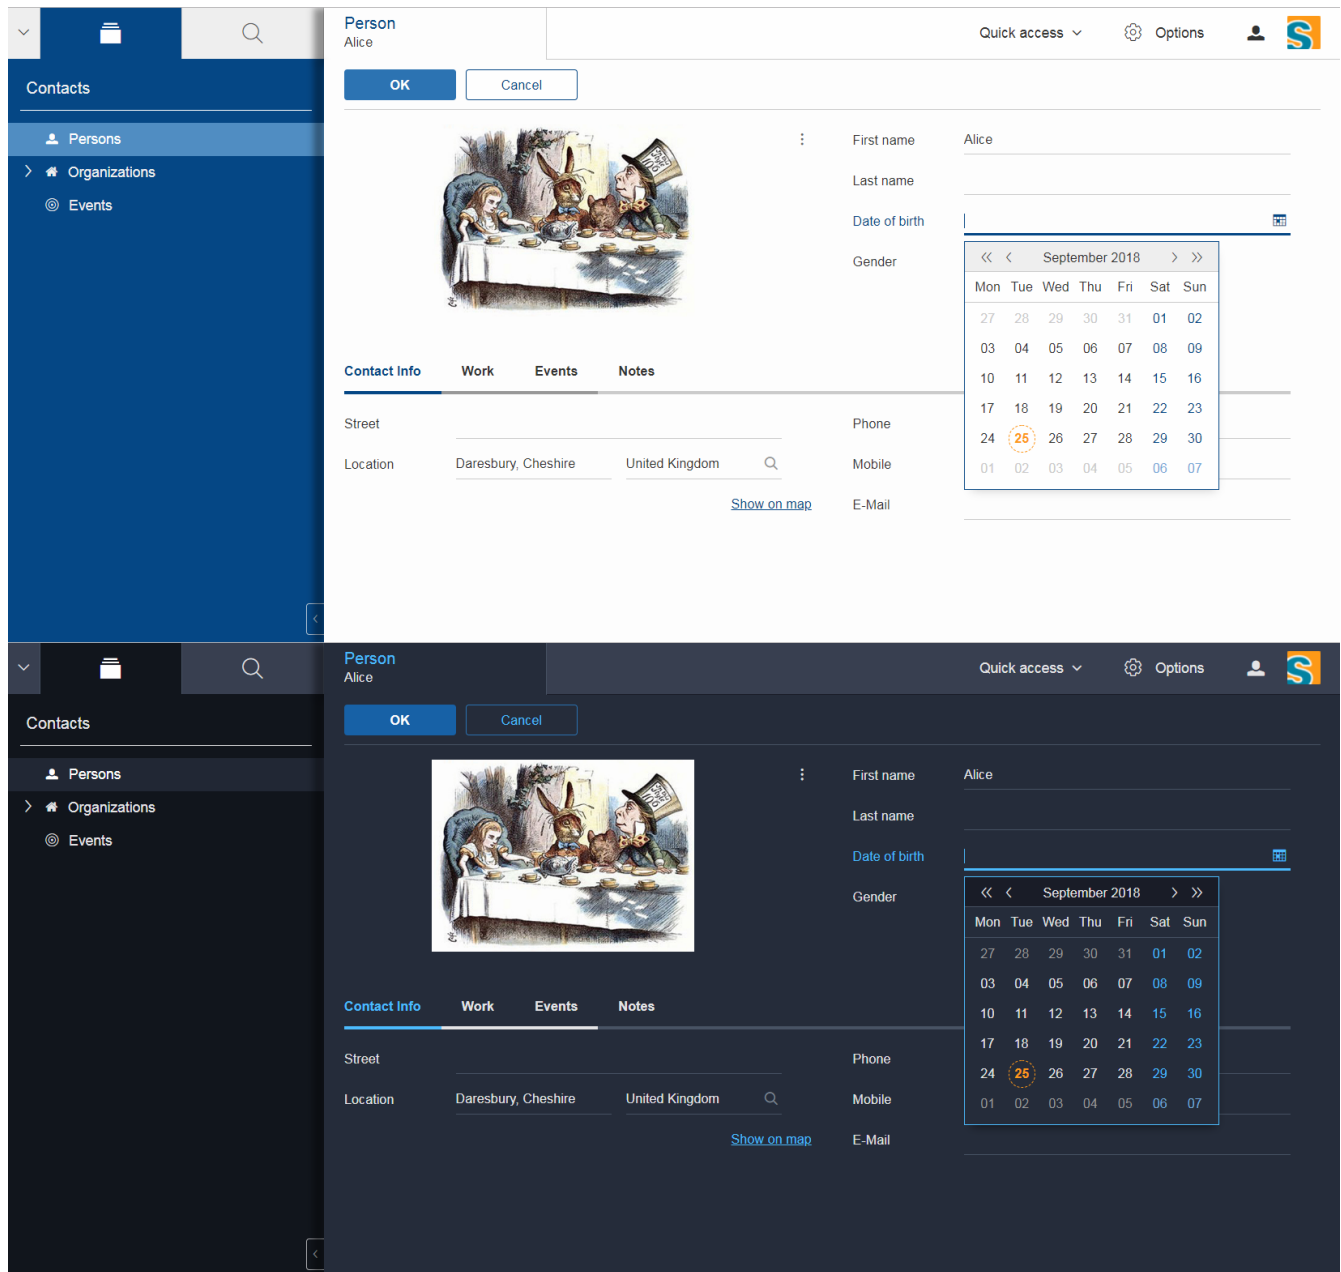 Person
Alice
Quick access
Options
Contacts
OK
Cancel
Persons
Organizations
Events
First name
Alice
Last name
Date of birth
Gender
September 2018
Mon Tue Wed Thu Fri Sat Sun
27 28 29 30 31 01 02
03 04 05 06 07 08 09
10 11 12 13 14 15 16
17 18 19 20 21 22 23
24 25 26 27 28 29 30
01 02 03 04 05 06 07
Contact Info Work Events Notes
Street
Location
Daresbury, Cheshire
United Kingdom
Show on map
Phone
Mobile
E-Mail
Person
Alice
Quick access
Options
Contacts
OK
Cancel
Persons
Organizations
Events
First name
Alice
Last name
Date of birth
Gender
September 2018
Mon Tue Wed Thu Fri Sat Sun
27 28 29 30 31 01 02
03 04 05 06 07 08 09
10 11 12 13 14 15 16
17 18 19 20 21 22 23
24 25 26 27 28 29 30
01 02 03 04 05 06 07
Contact Info Work Events Notes
Street
Location
Daresbury, Cheshire
United Kingdom
Show on map
Phone
Mobile
E-Mail